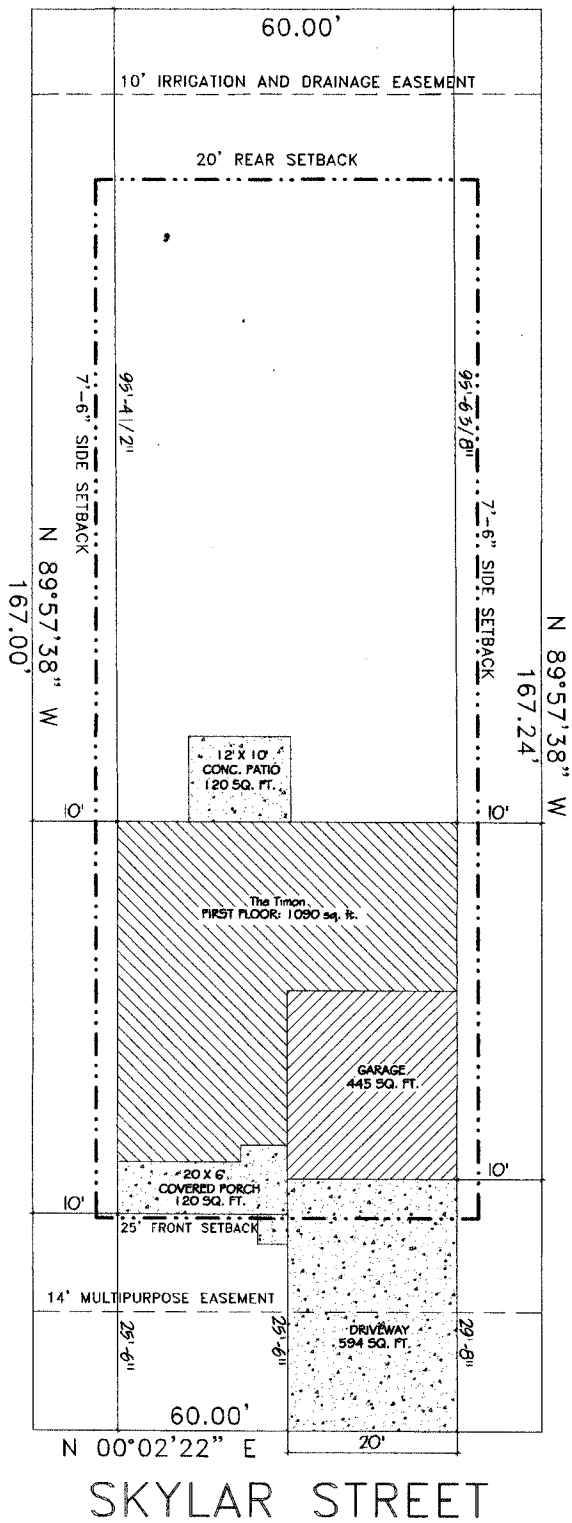 60.00'
10' IRRIGATION AND DRAINAGE EASEMENT
20' REAR SETBACK
7'-6" SIDE SETBACK
95'-4 1/2"
95'-6 3/8"
7'-6" SIDE SETBACK
N 89°57'38" W
167.00'
N 89°57'38" W
167.24'
12' X 10'
CONC. PATIO
120 SQ. FT.
10'
10'
The Timon
FIRST FLOOR: 1090 sq. ft.
GARAGE
445 SQ. FT.
10'
20 X 6
COVERED PORCH
120 SQ. FT.
10'
25' FRONT SETBACK
14' MULTIPURPOSE EASEMENT
DRIVEWAY
594 SQ. FT.
25'-6"
25'-6"
29'-8"
60.00'
N 00°02'22" E
20'
SKYLAR STREET